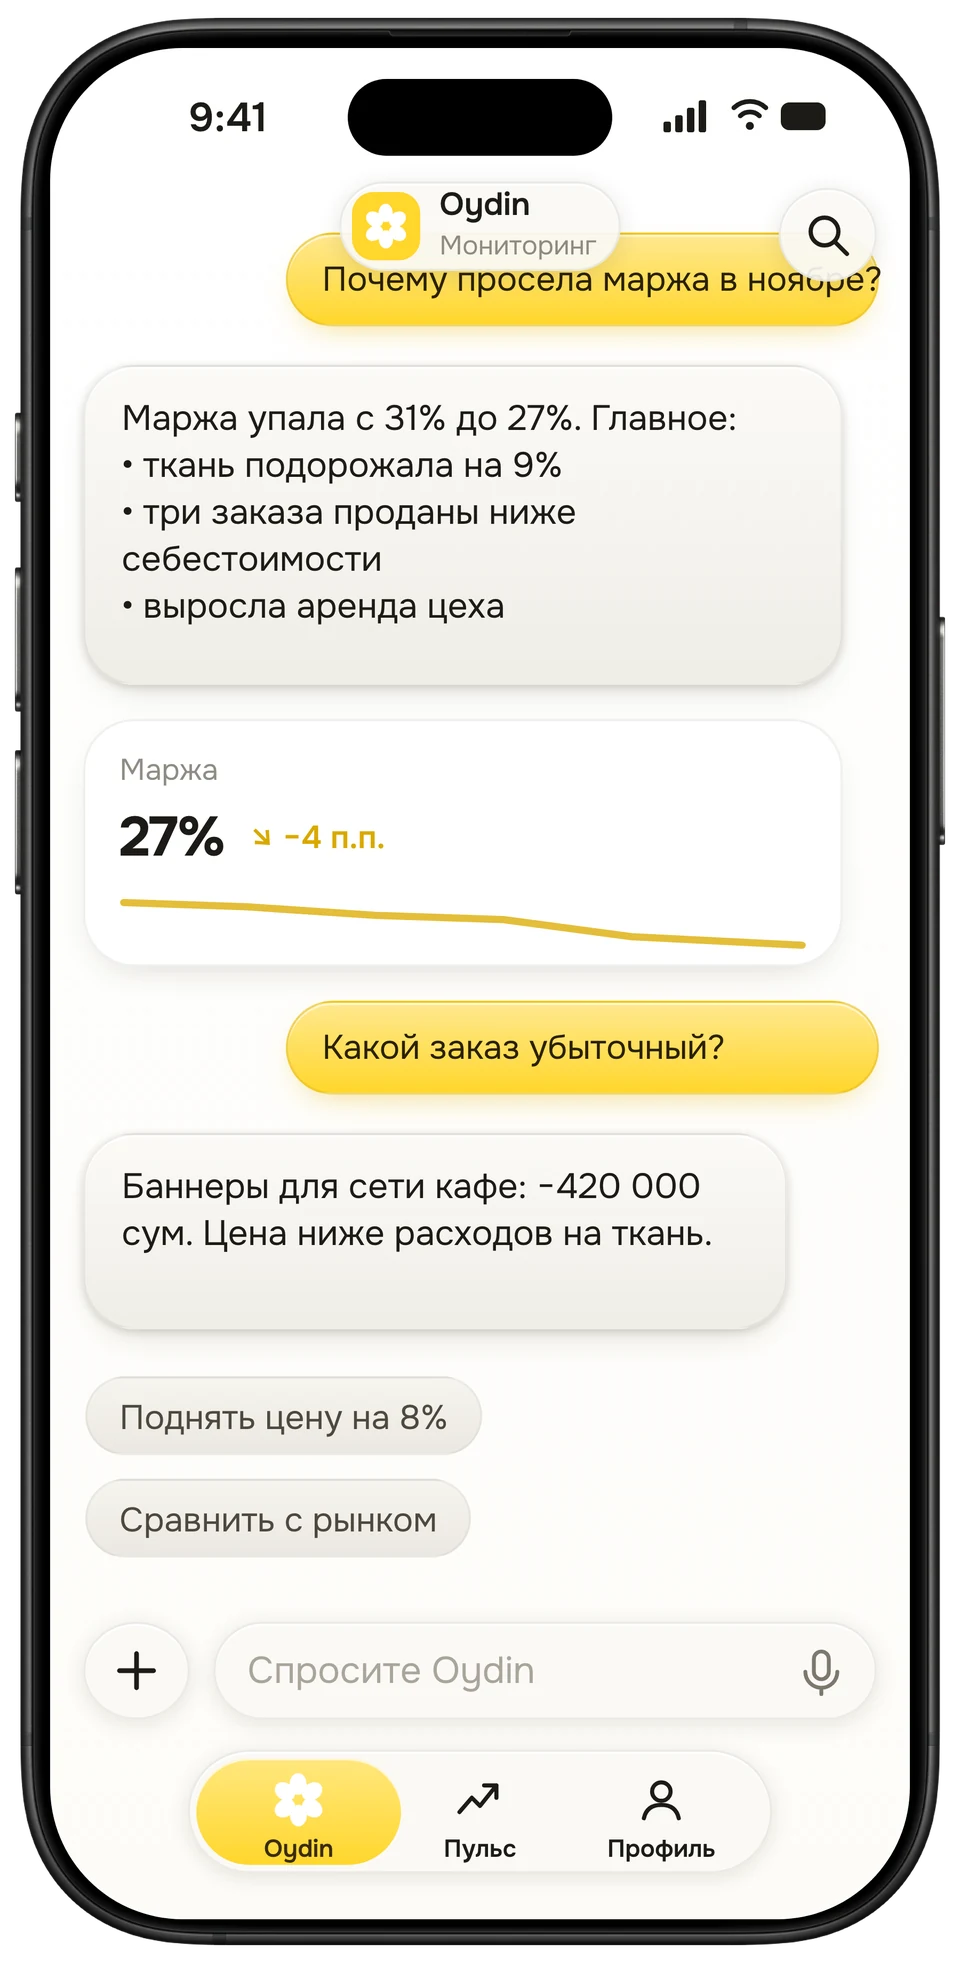 9:41
Oydin
Мониторинг
Почему просела маржа в ноябре?
Маржа упала с 31% до 27%. Главное:
• ткань подорожала на 9%
• три заказа проданы ниже
себестоимости
• выросла аренда цеха
Маржа
27% ↘ −4 п.п.
Какой заказ убыточный?
Баннеры для сети кафе: −420 000
сум. Цена ниже расходов на ткань.
Поднять цену на 8%
Сравнить с рынком
Спросите Oydin
Oydin Пульс Профиль